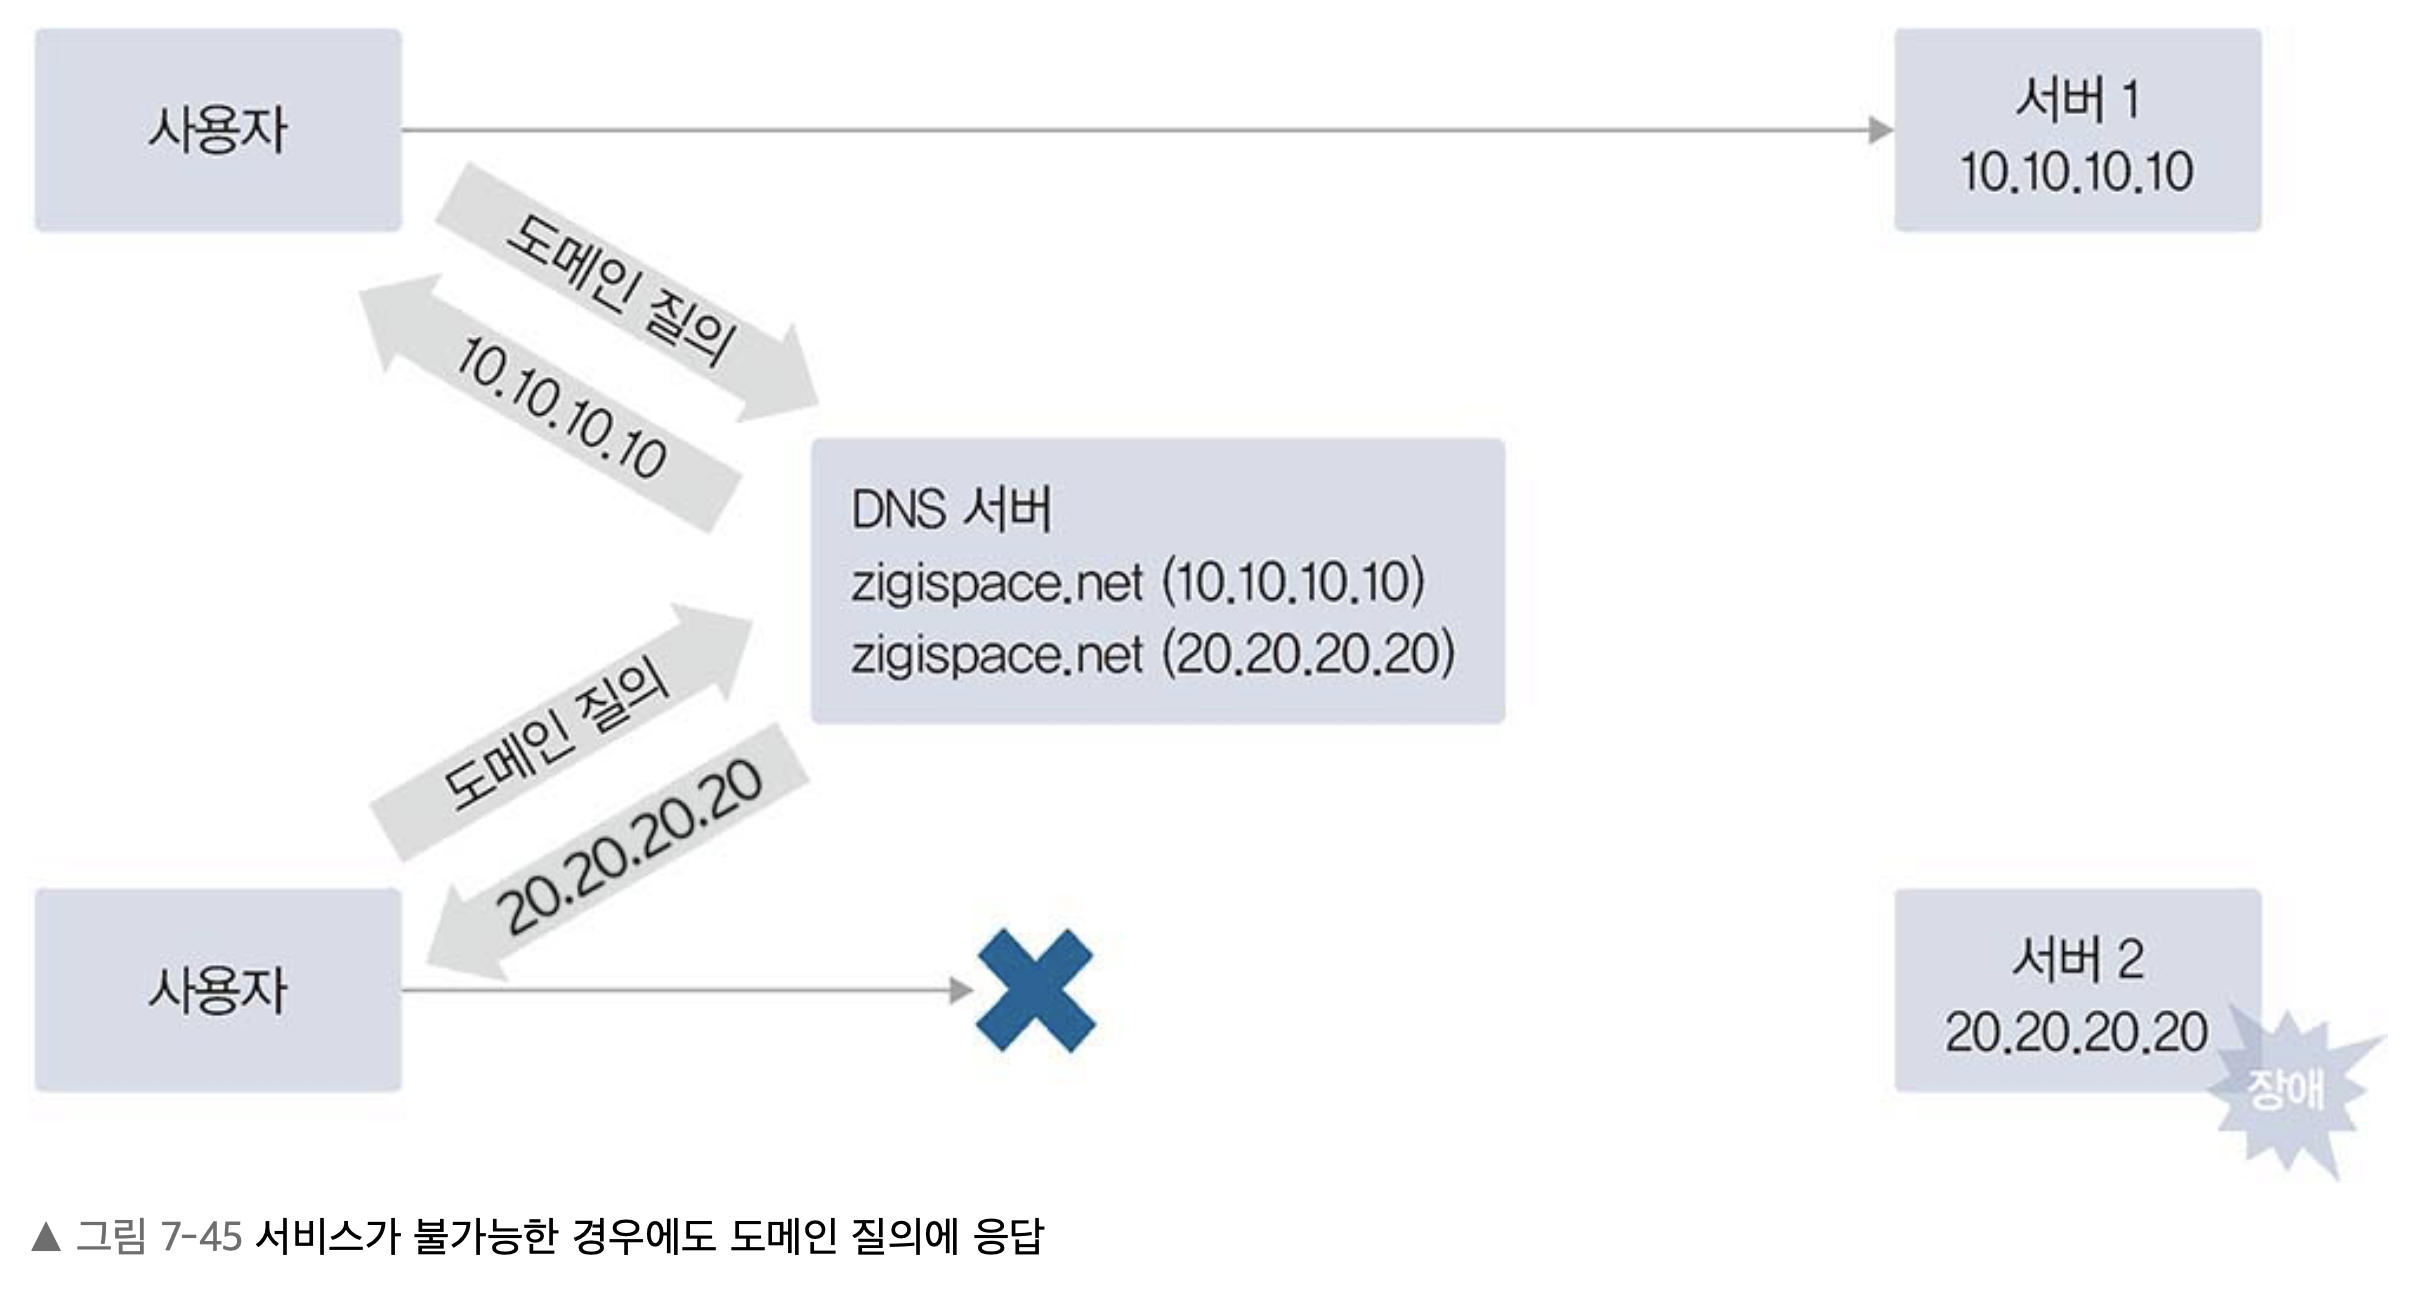 사용자
서버 1
10.10.10.10
도메인 질의
10.10.10.10
DNS 서버
zigispace.net (10.10.10.10)
zigispace.net (20.20.20.20)
도메인 질의
20.20.20.20
사용자
서버 2
20.20.20.20
장애
▲ 그림 7-45 서비스가 불가능한 경우에도 도메인 질의에 응답